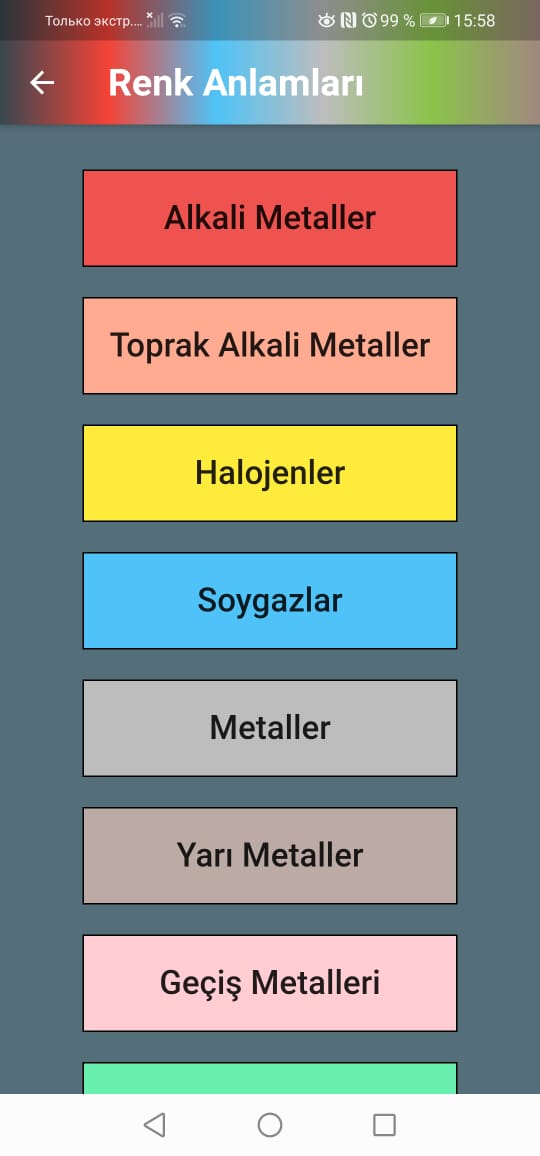 Только экстр....
99 %
15:58
Renk Anlamları
Alkali Metaller
Toprak Alkali Metaller
Halojenler
Soygazlar
Metaller
Yarı Metaller
Geçiş Metalleri